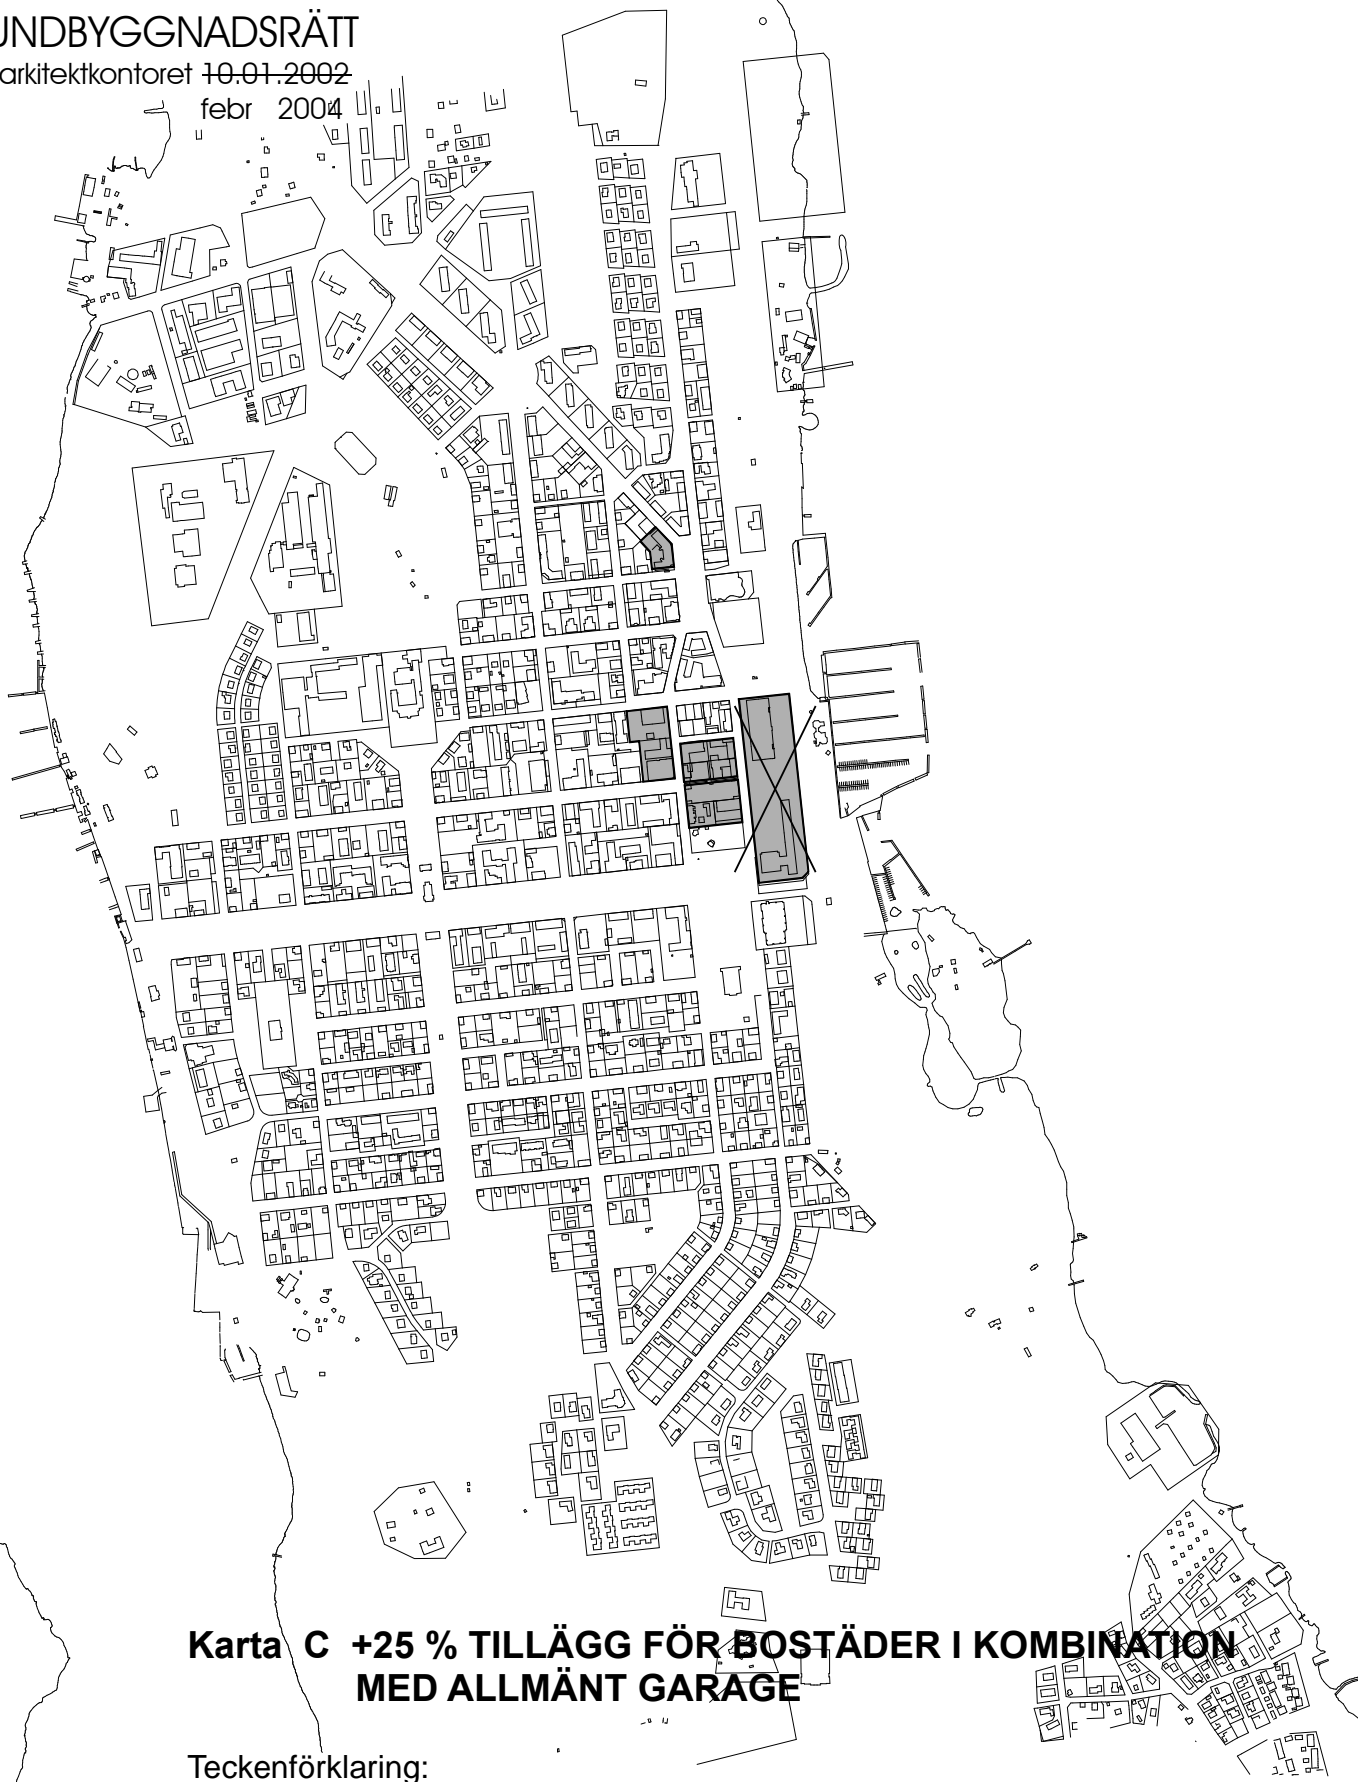 UNDBYGGNADSRÄTT
arkitektkontoret 10.01.2002
febr 2004
Karta C +25 % TILLÄGG FÖR BOSTÄDER I KOMBINATION
MED ALLMÄNT GARAGE
Teckenförklaring: